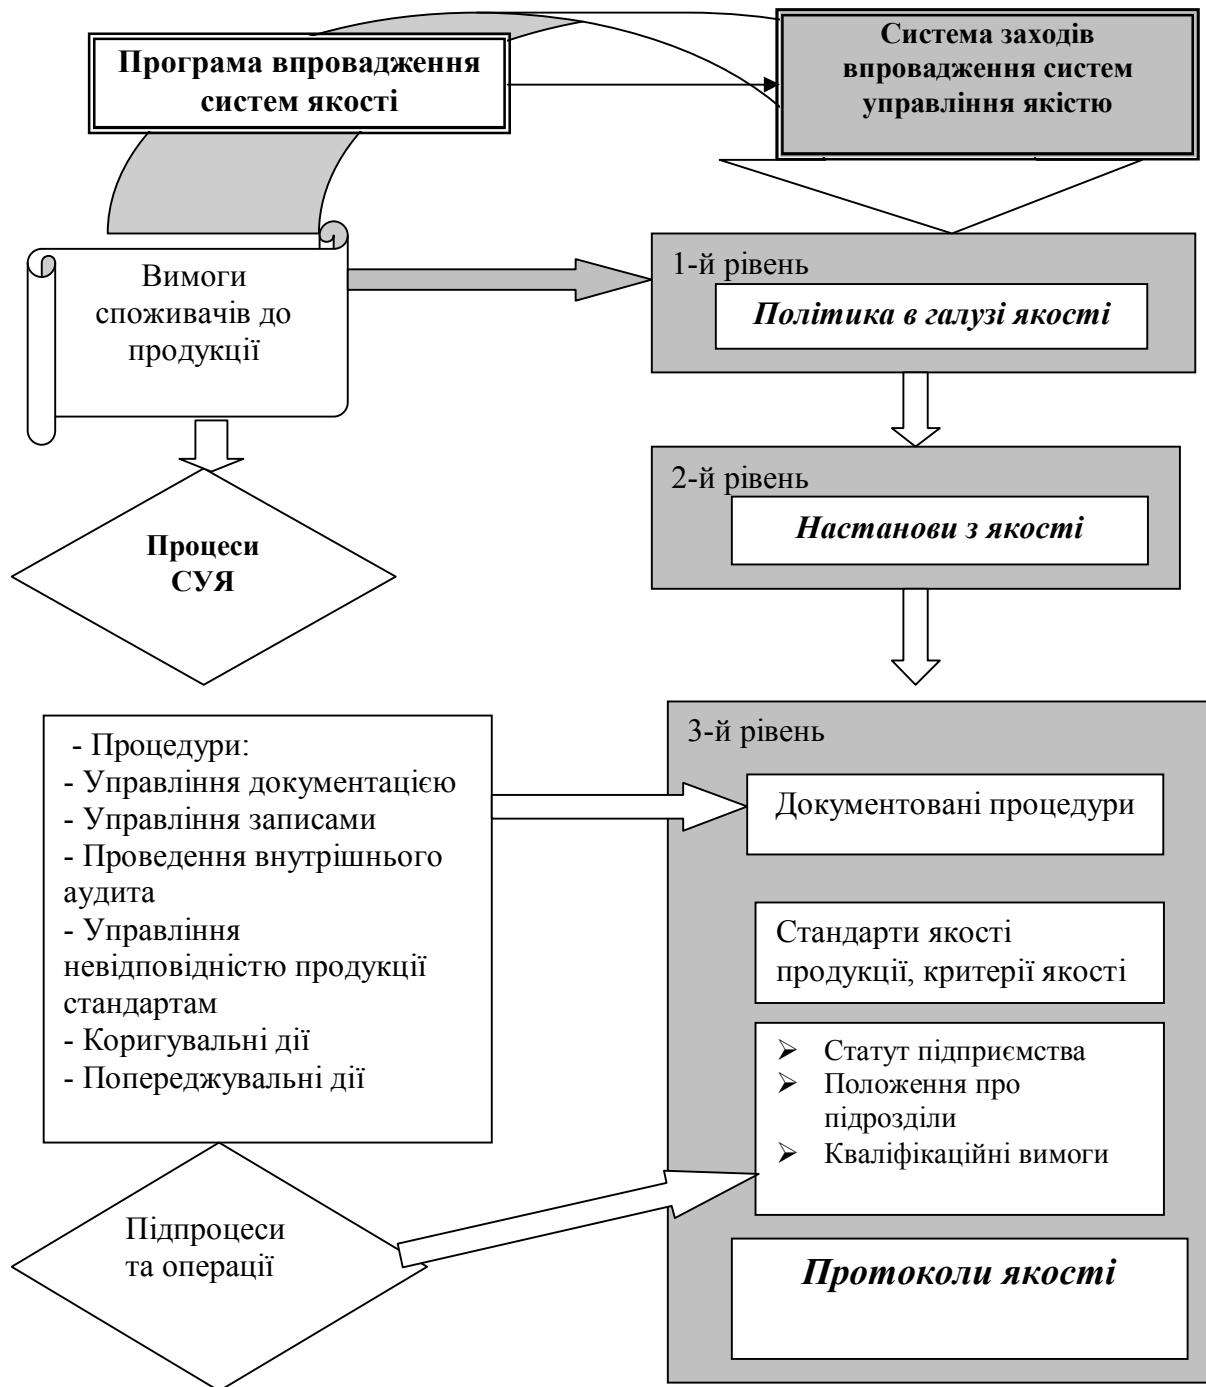 Програма впровадження
систем якості
Система заходів
впровадження систем
управління якістю
Вимоги
споживачів до
продукції
1-й рівень
Політика в галузі якості
2-й рівень
Настанови з якості
Процеси
СУЯ
- Процедури:
- Управління документацією
- Управління записами
- Проведення внутрішнього
аудита
- Управління
невідповідністю продукції
стандартам
- Коригувальні дії
- Попереджувальні дії
3-й рівень
Документовані процедури
Стандарти якості
продукції, критерії якості
➢ Статут підприємства
➢ Положення про
підрозділи
➢ Кваліфікаційні вимоги
Підпроцеси
та операції
Протоколи якості